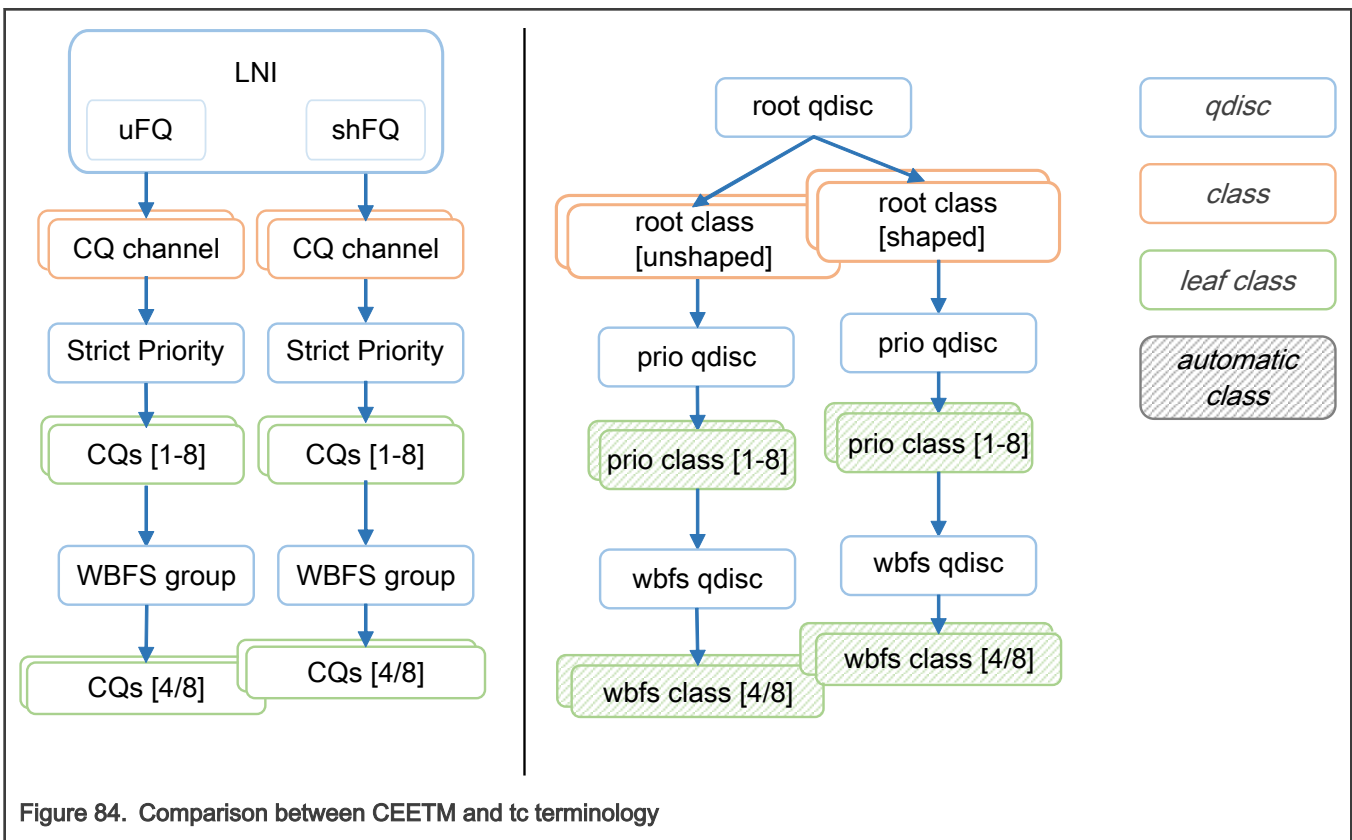 LNI
uFQ
shFQ
CQ channel
CQ channel
Strict Priority
Strict Priority
CQs [1-8]
CQs [1-8]
WBFS group
WBFS group
CQs [4/8]
CQs [4/8]
root qdisc
root class
[unshaped]
root class
[shaped]
prio qdisc
prio qdisc
prio class [1-8]
prio class [1-8]
wbfs qdisc
wbfs qdisc
wbfs class [4/8]
wbfs class [4/8]
qdisc
class
leaf class
automatic
class
Figure 84. Comparison between CEETM and tc terminology